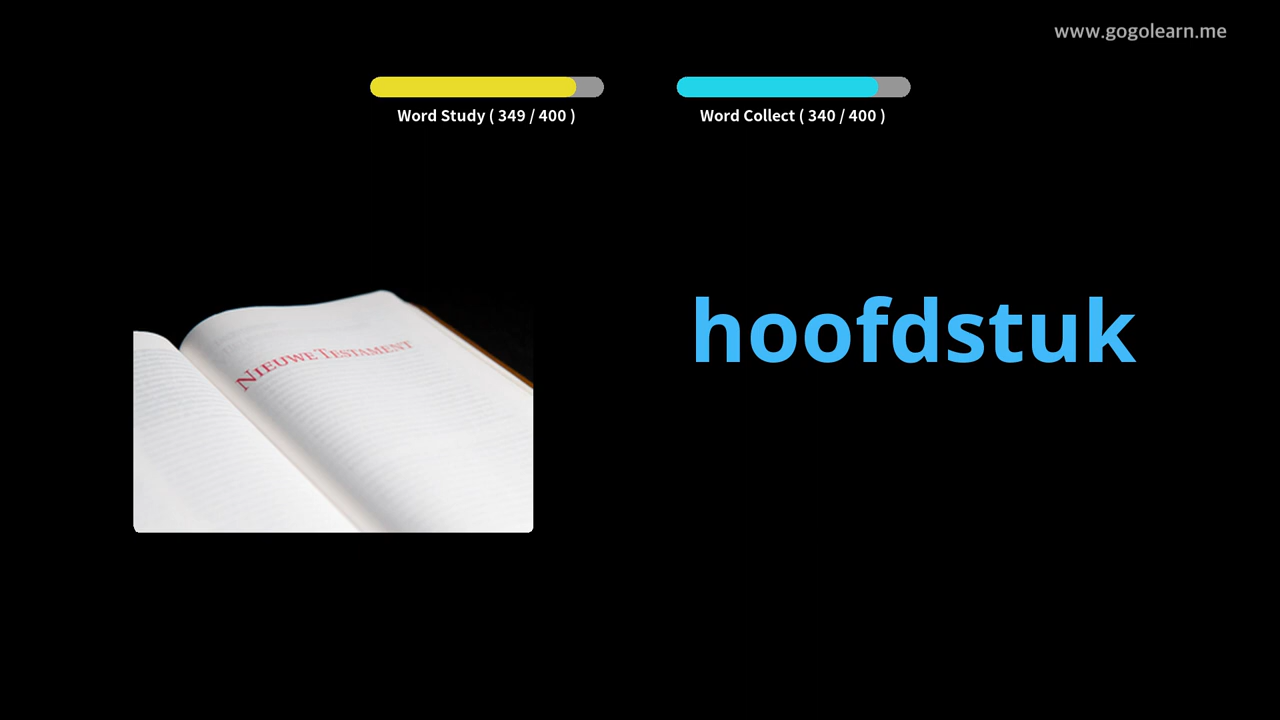 www.gogolearn.me
Word Study ( 349 / 400 )
Word Collect ( 340 / 400 )
NIEUWE TESTAMENT
hoofdstuk